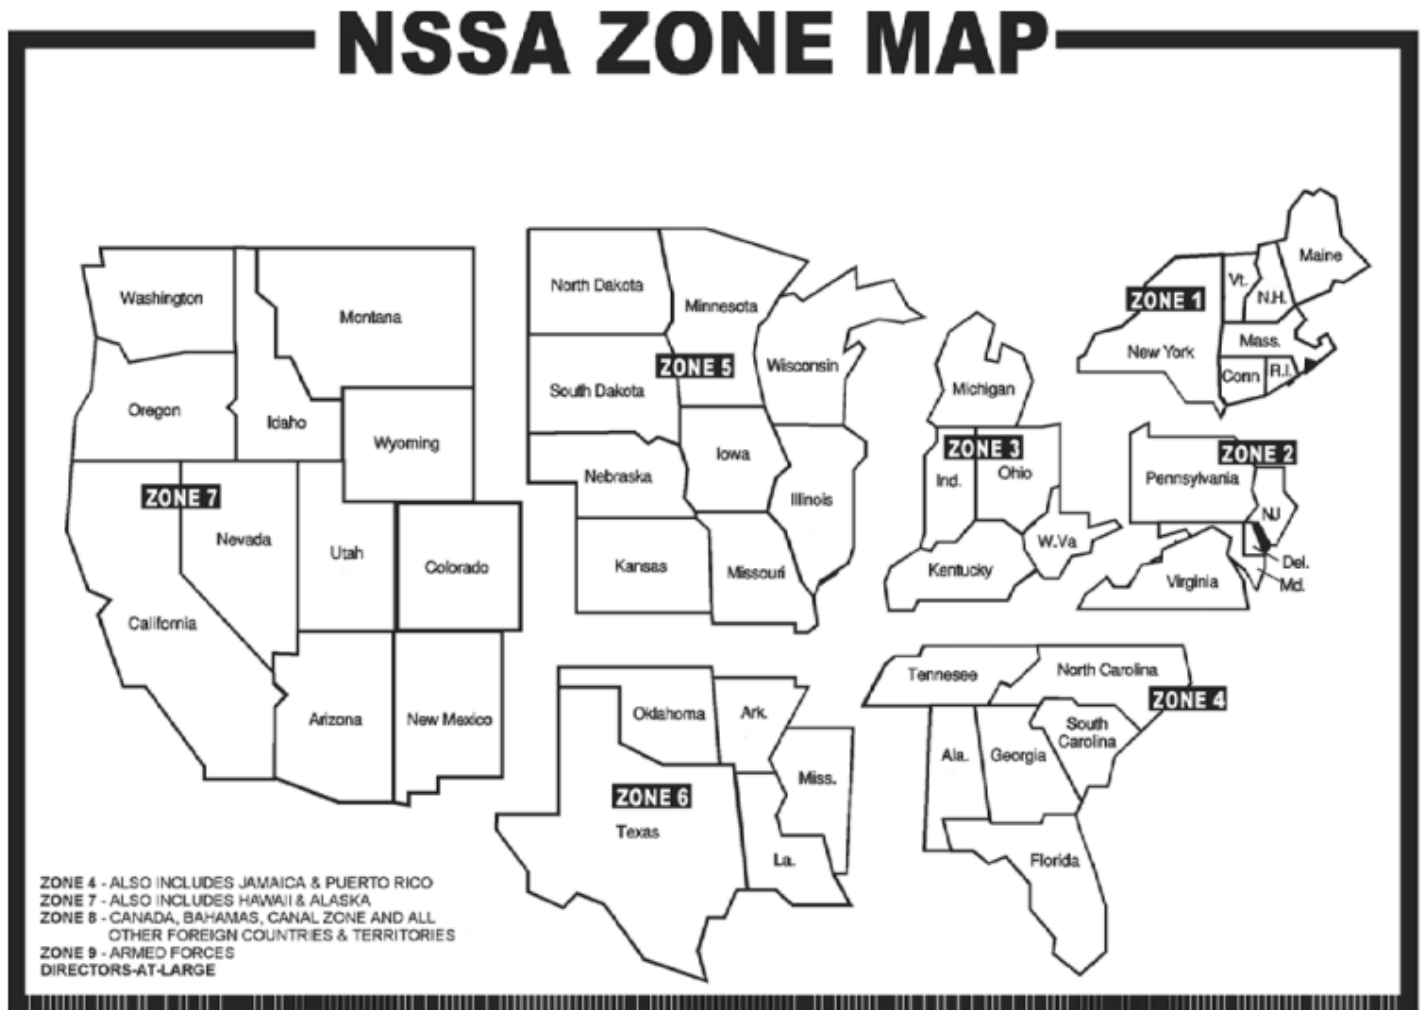 NSSA ZONE MAP
Washington
Montana
Oregon
Idaho
Wyoming
ZONE 7
Nevada
Utah
Colorado
California
Arizona
New Mexico
North Dakota
Minnesota
ZONE 5
Wisconsin
South Dakota
Iowa
Nebraska
Illinois
Kansas
Missouri
Michigan
ZONE 3
Ind.
Ohio
W.Va
Kentucky
Maine
Vt.
N.H.
ZONE 1
New York
Mass.
Conn
R.I.
ZONE 2
Pennsylvania
NJ
Del.
Md.
Virginia
Oklahoma
Ark.
Miss.
ZONE 6
Texas
La.
Tennesee
North Carolina
ZONE 4
South
Carolina
Ala.
Georgia
Florida
ZONE 4 - ALSO INCLUDES JAMAICA & PUERTO RICO
ZONE 7 - ALSO INCLUDES HAWAII & ALASKA
ZONE 8 - CANADA, BAHAMAS, CANAL ZONE AND ALL
OTHER FOREIGN COUNTRIES & TERRITORIES
ZONE 9 - ARMED FORCES
DIRECTORS-AT-LARGE